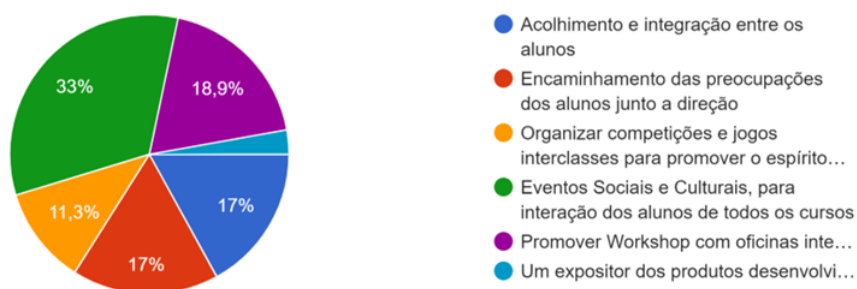 33%
18,9%
11,3%
17%
17%
Acolhimento e integração entre os
alunos
Encaminhamento das preocupações
dos alunos junto a direção
Organizar competições e jogos
interclasses para promover o espírito…
Eventos Sociais e Culturais, para
interação dos alunos de todos os cursos
Promover Workshop com oficinas inte…
Um expositor dos produtos desenvolvi…